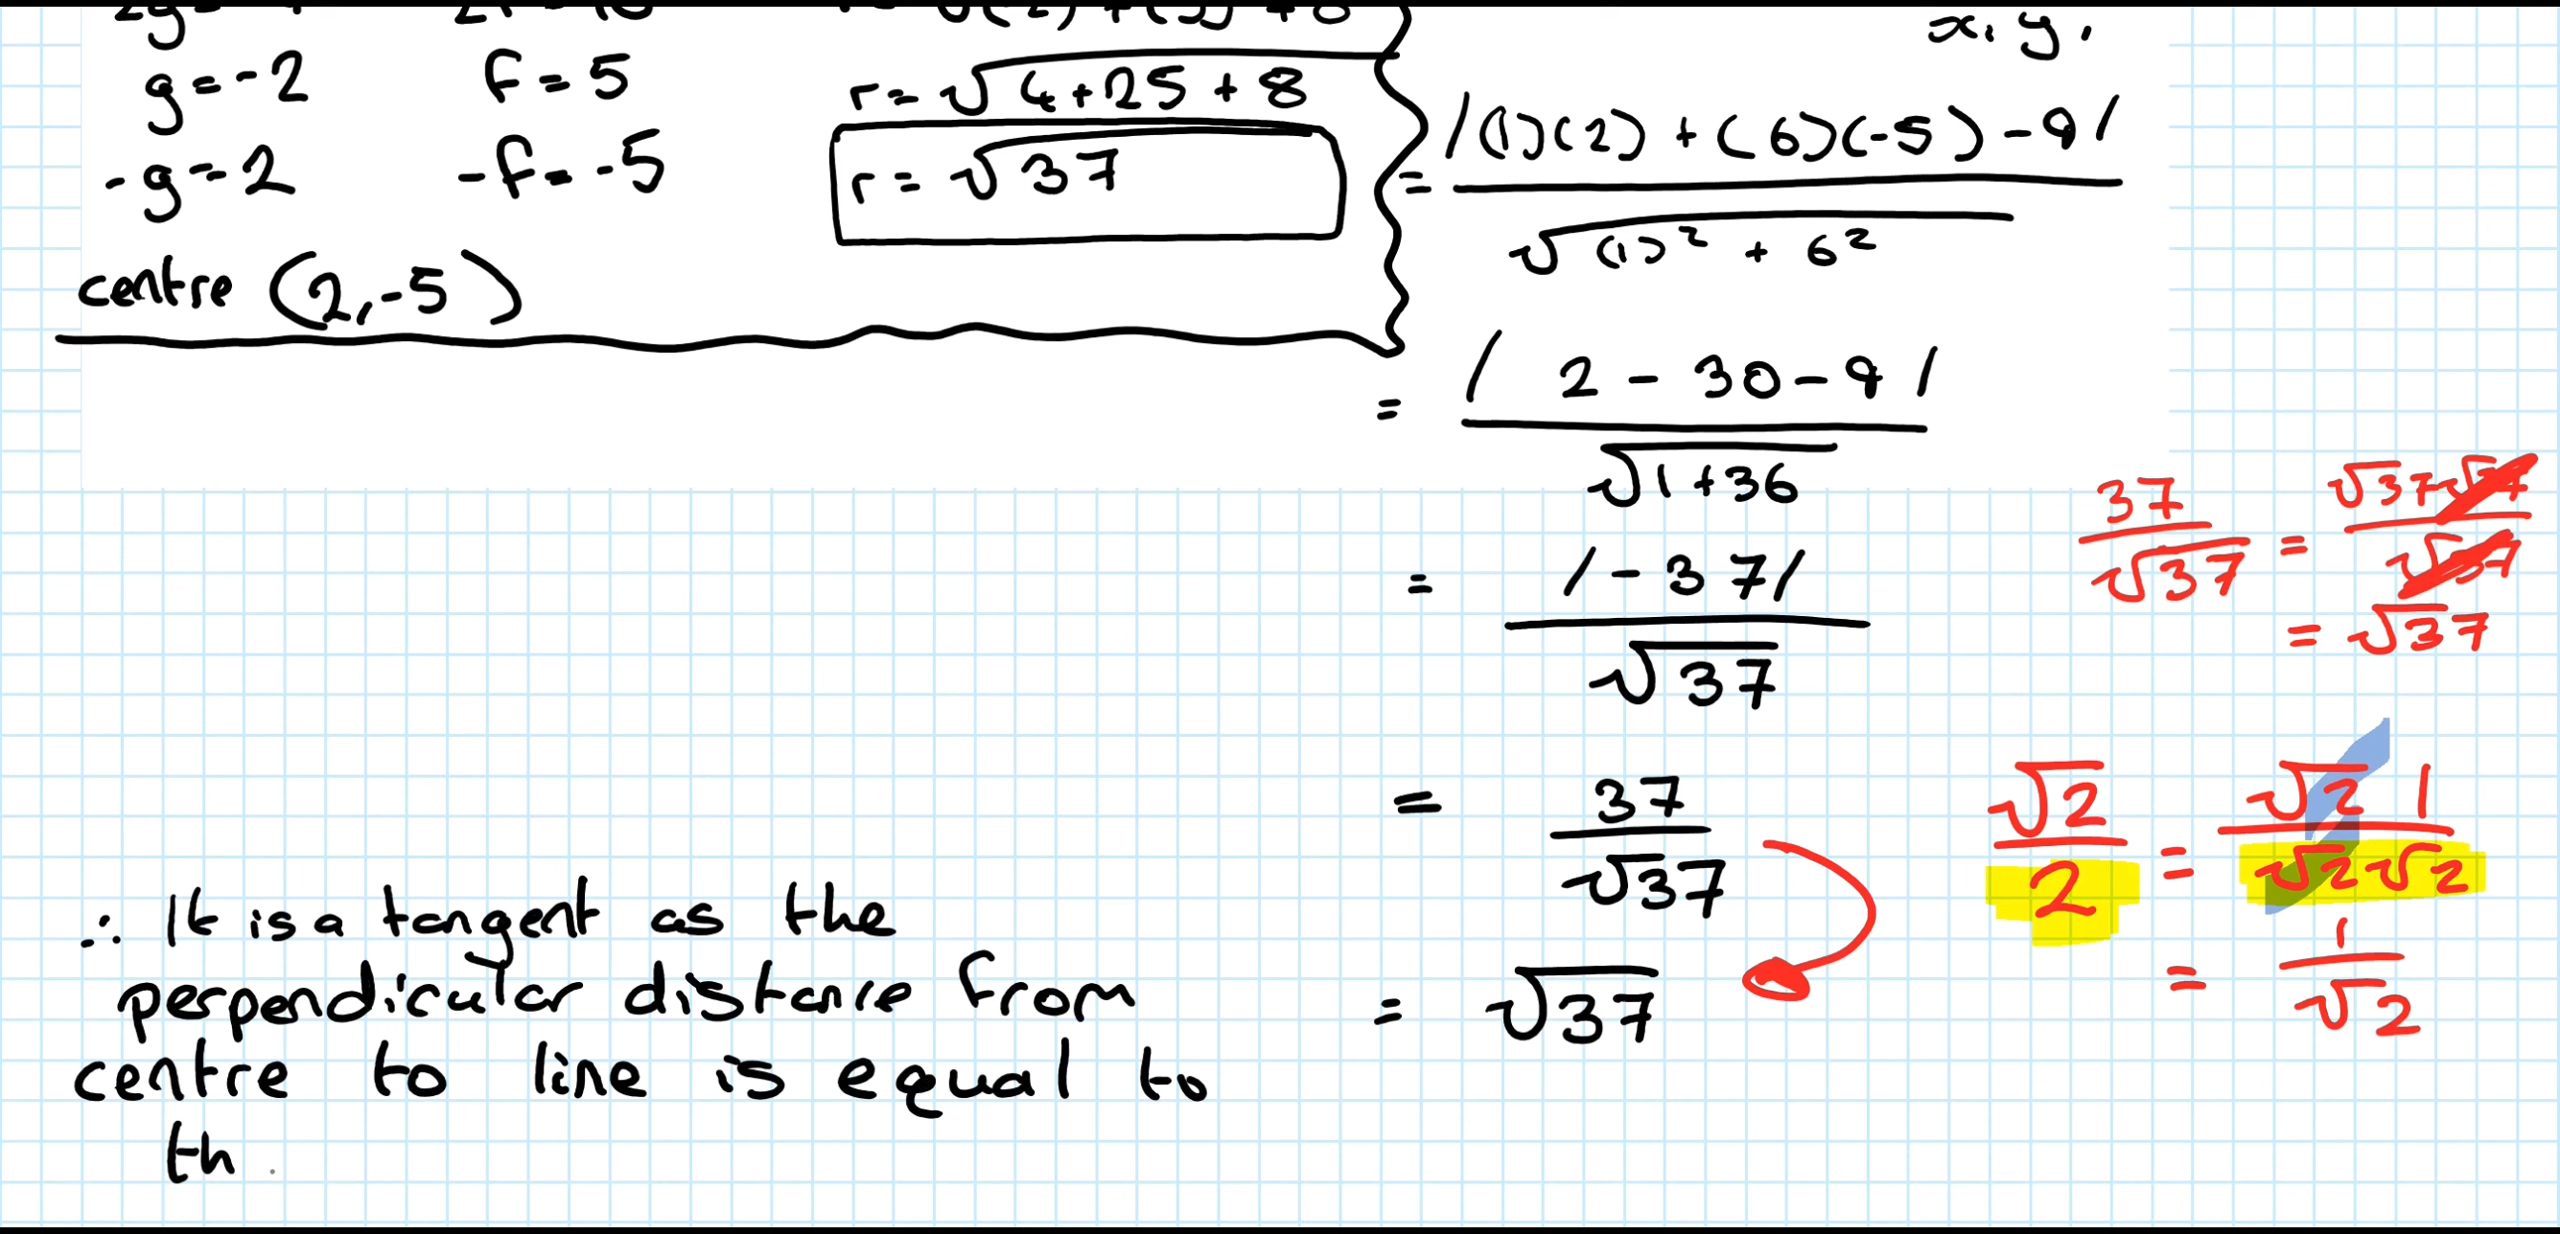 g = -2 f = 5
r = √4+25+8
-g = 2 -f = -5
r = √37
centre (2,-5)
x, y,
= |(1)(2) + (6)(-5) - 9|
√(1)² + 6²
= | 2 - 30 - 9 |
√1+36
= |-37|
√37
= 37
√37
= √37
37 = √37√37
√37 √37
= √37
√2 = √2 1
2 √2√2
= 1
√2
∴ It is a tangent as the
perpendicular distance from
centre to line is equal to
th